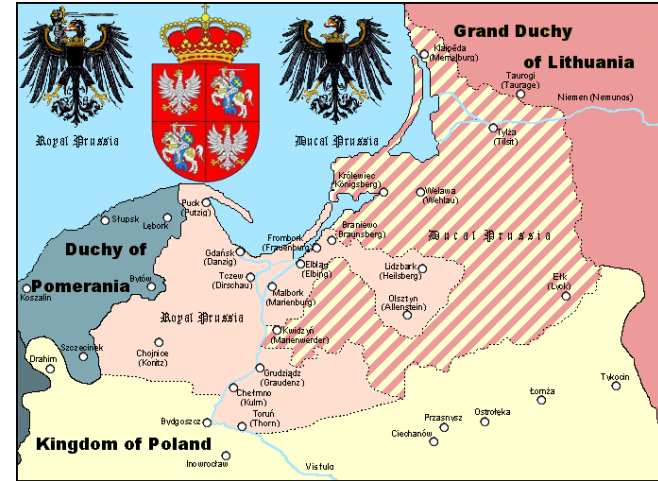 Grand Duchy
of Lithuania
Klaipėda
(Memelburg)
Taurogi
(Taurage)
Niemen (Nemunas)
Tylża
(Tilsit)
Royal Prussia
Ducal Prussia
Królewiec
(Königsberg)
Welawa
(Wehlau)
Puck
(Putzig)
Słupsk
Lębork
Braniewo
(Braunsberg)
Frombork
(Frauenburg)
Ducal Prussia
Duchy of
Pomerania
Gdańsk
(Danzig)
Elbląg
(Elbing)
Lidzbark
(Heilsberg)
Tczew
(Dirschau)
Ełk
(Lyck)
Bytów
Koszalin
Malbork
(Marienburg)
Olsztyn
(Allenstein)
Royal Prussia
Kwidzyń
(Marienwerder)
Szczecinek
Chojnice
(Konitz)
Drahim
Grudziądz
(Graudenz)
Tykocin
Chełmno
(Kulm)
Łomża
Bydgoszcz
Toruń
(Thorn)
Przasnysz
Ostrołęka
Ciechanów
Kingdom of Poland
Inowrocław
Vistula